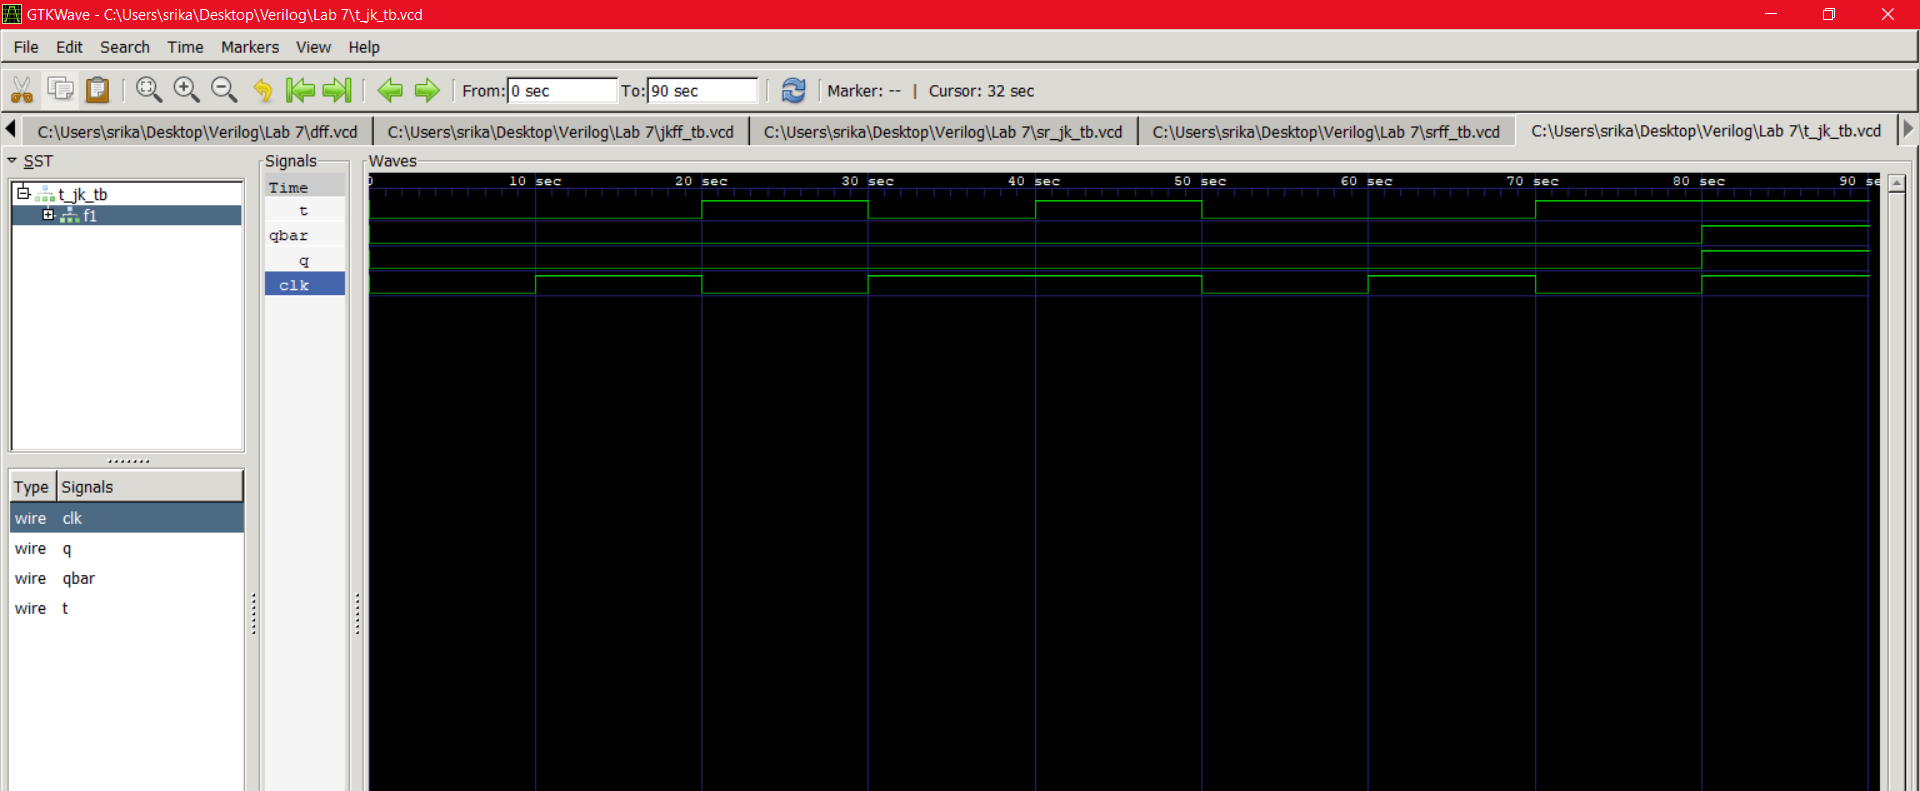 GTKWave - C:\Users\srika\Desktop\Verilog\Lab 7\t_jk_tb.vcd
File Edit Search Time Markers View Help
From: 0 sec To: 90 sec Marker: -- | Cursor: 32 sec
C:\Users\srika\Desktop\Verilog\Lab 7\dff.vcd C:\Users\srika\Desktop\Verilog\Lab 7\jkff_tb.vcd C:\Users\srika\Desktop\Verilog\Lab 7\sr_jk_tb.vcd C:\Users\srika\Desktop\Verilog\Lab 7\srff_tb.vcd C:\Users\srika\Desktop\Verilog\Lab 7\t_jk_tb.vcd
SST
t_jk_tb
f1
Type Signals
wire clk
wire q
wire qbar
wire t
Signals
Time
t
qbar
q
clk
Waves
0 10 sec 20 sec 30 sec 40 sec 50 sec 60 sec 70 sec 80 sec 90 se